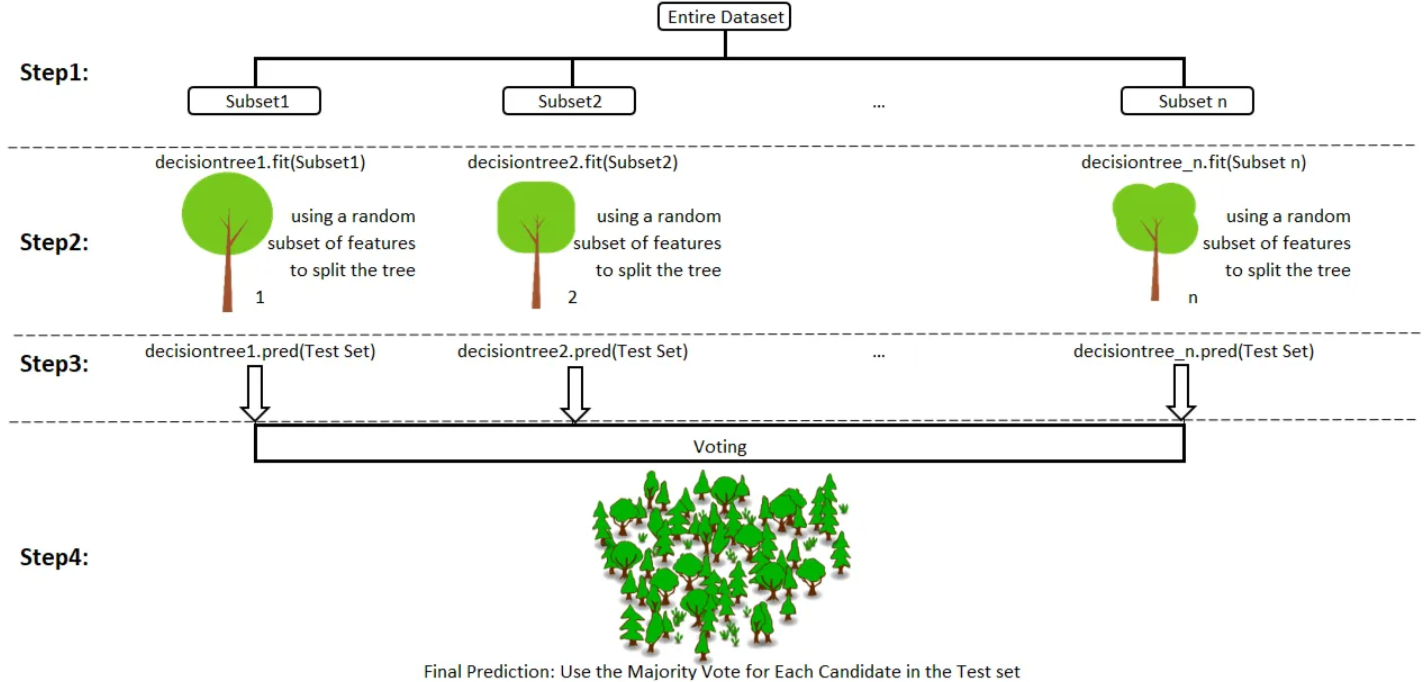 Entire Dataset
Step1:
Subset1
Subset2
...
Subset n
decisiontree1.fit(Subset1)
decisiontree2.fit(Subset2)
decisiontree_n.fit(Subset n)
Step2:
using a random
subset of features
to split the tree
1
using a random
subset of features
to split the tree
2
using a random
subset of features
to split the tree
n
Step3:
decisiontree1.pred(Test Set)
decisiontree2.pred(Test Set)
...
decisiontree_n.pred(Test Set)
Voting
Step4:
Final Prediction: Use the Majority Vote for Each Candidate in the Test set